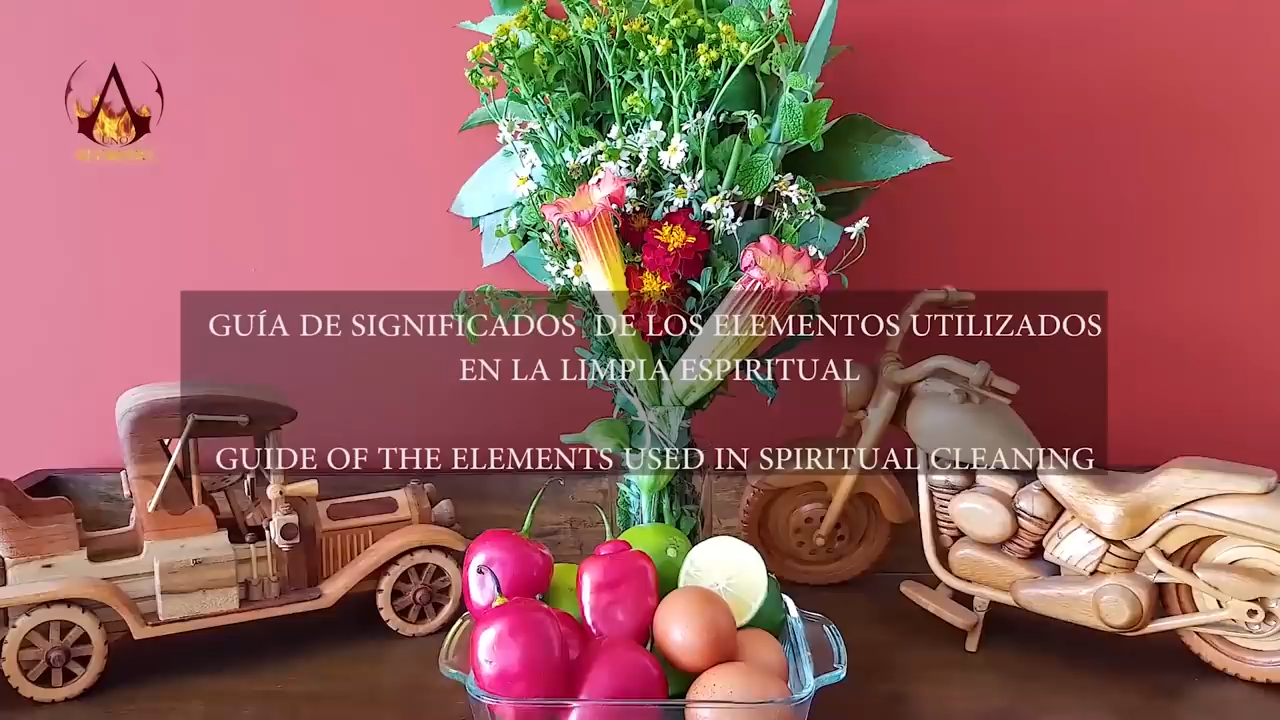 UNO
GUÍA DE SIGNIFICADOS DE LOS ELEMENTOS UTILIZADOS
EN LA LIMPIA ESPIRITUAL
GUIDE OF THE ELEMENTS USED IN SPIRITUAL CLEANING